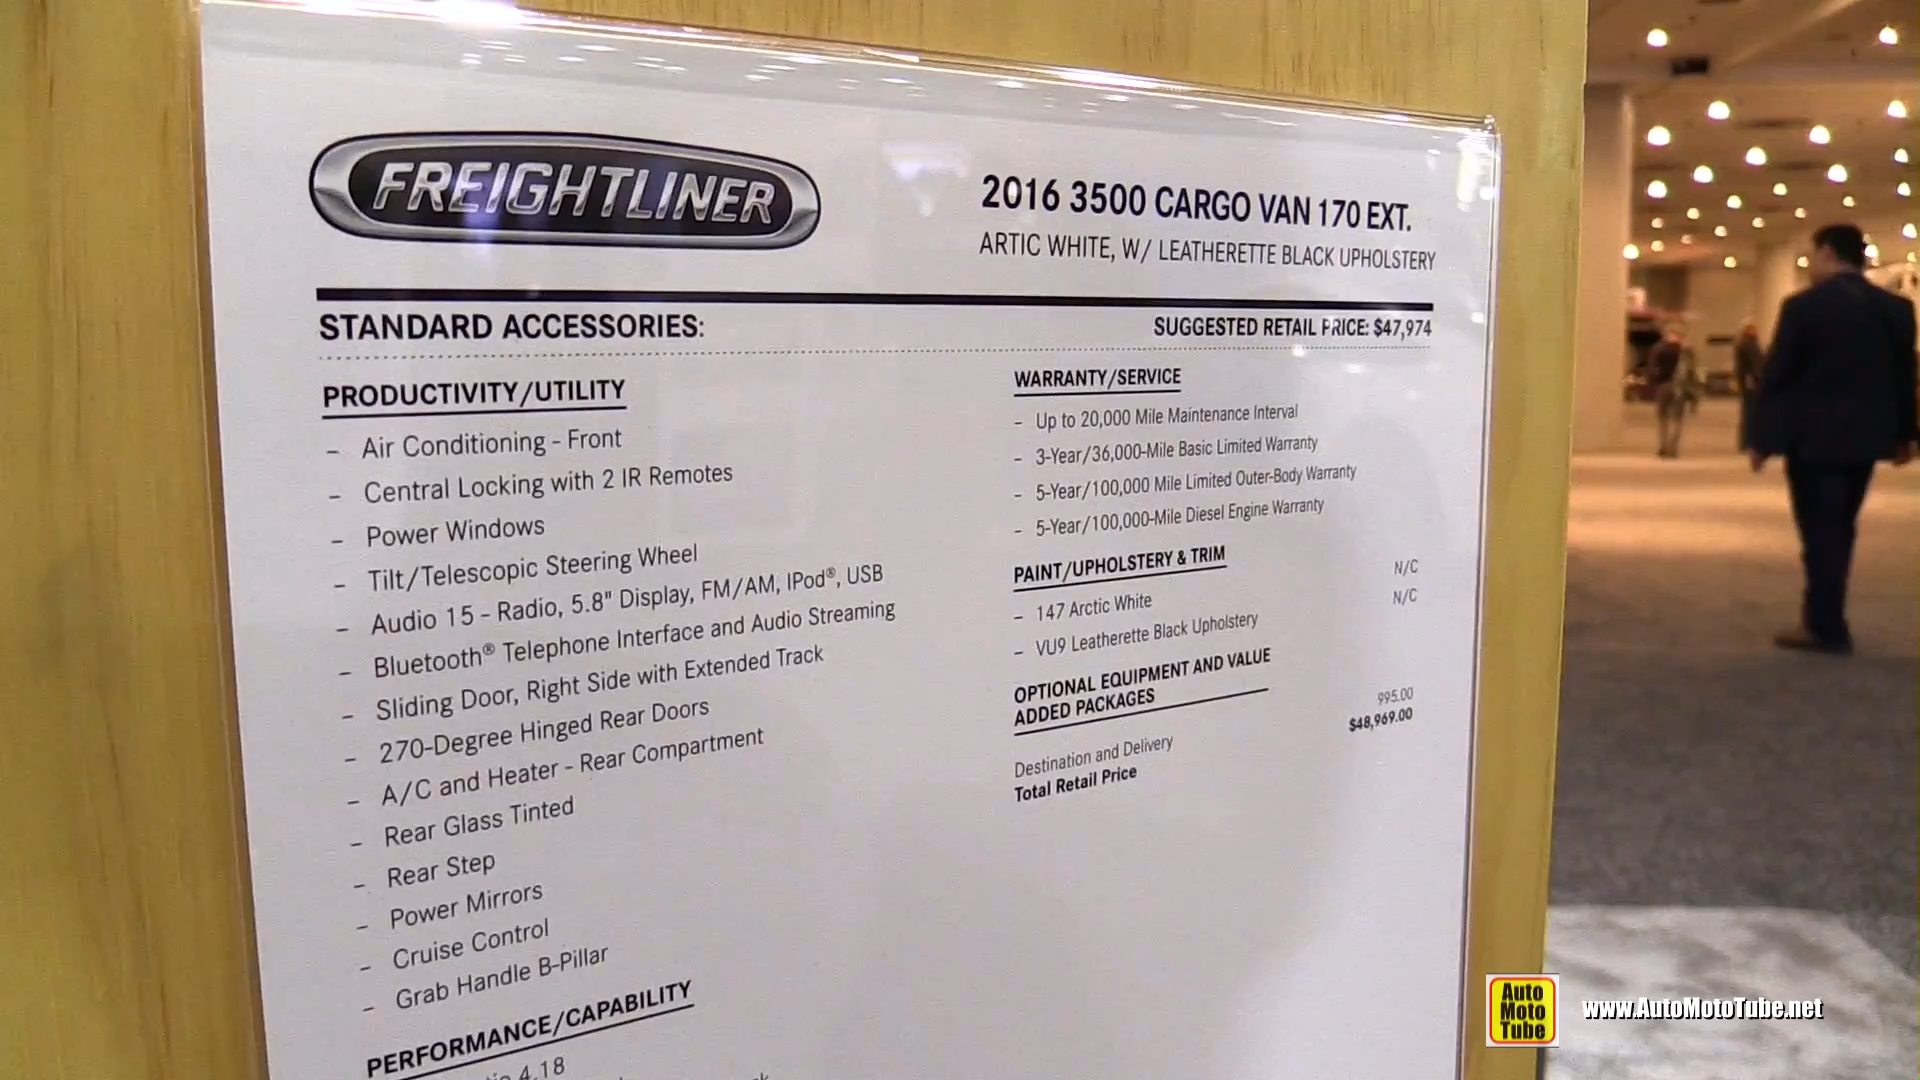 FREIGHTLINER
2016 3500 CARGO VAN 170 EXT.
ARTIC WHITE, W/ LEATHERETTE BLACK UPHOLSTERY
STANDARD ACCESSORIES:
SUGGESTED RETAIL PRICE: $47,974
PRODUCTIVITY/UTILITY
- Air Conditioning - Front
- Central Locking with 2 IR Remotes
- Power Windows
- Tilt/Telescopic Steering Wheel
- Audio 15 - Radio, 5.8" Display, FM/AM, IPod®, USB
- Bluetooth® Telephone Interface and Audio Streaming
- Sliding Door, Right Side with Extended Track
- 270-Degree Hinged Rear Doors
- A/C and Heater - Rear Compartment
- Rear Glass Tinted
- Rear Step
- Power Mirrors
- Cruise Control
- Grab Handle B-Pillar
PERFORMANCE/CAPABILITY
4.18
WARRANTY/SERVICE
- Up to 20,000 Mile Maintenance Interval
- 3-Year/36,000-Mile Basic Limited Warranty
- 5-Year/100,000 Mile Limited Outer-Body Warranty
- 5-Year/100,000-Mile Diesel Engine Warranty
PAINT/UPHOLSTERY & TRIM
- 147 Arctic White N/C
- VU9 Leatherette Black Upholstery N/C
OPTIONAL EQUIPMENT AND VALUE
ADDED PACKAGES
Destination and Delivery 995.00
Total Retail Price $48,969.00
Auto
Moto
Tube
www.AutoMotoTube.net